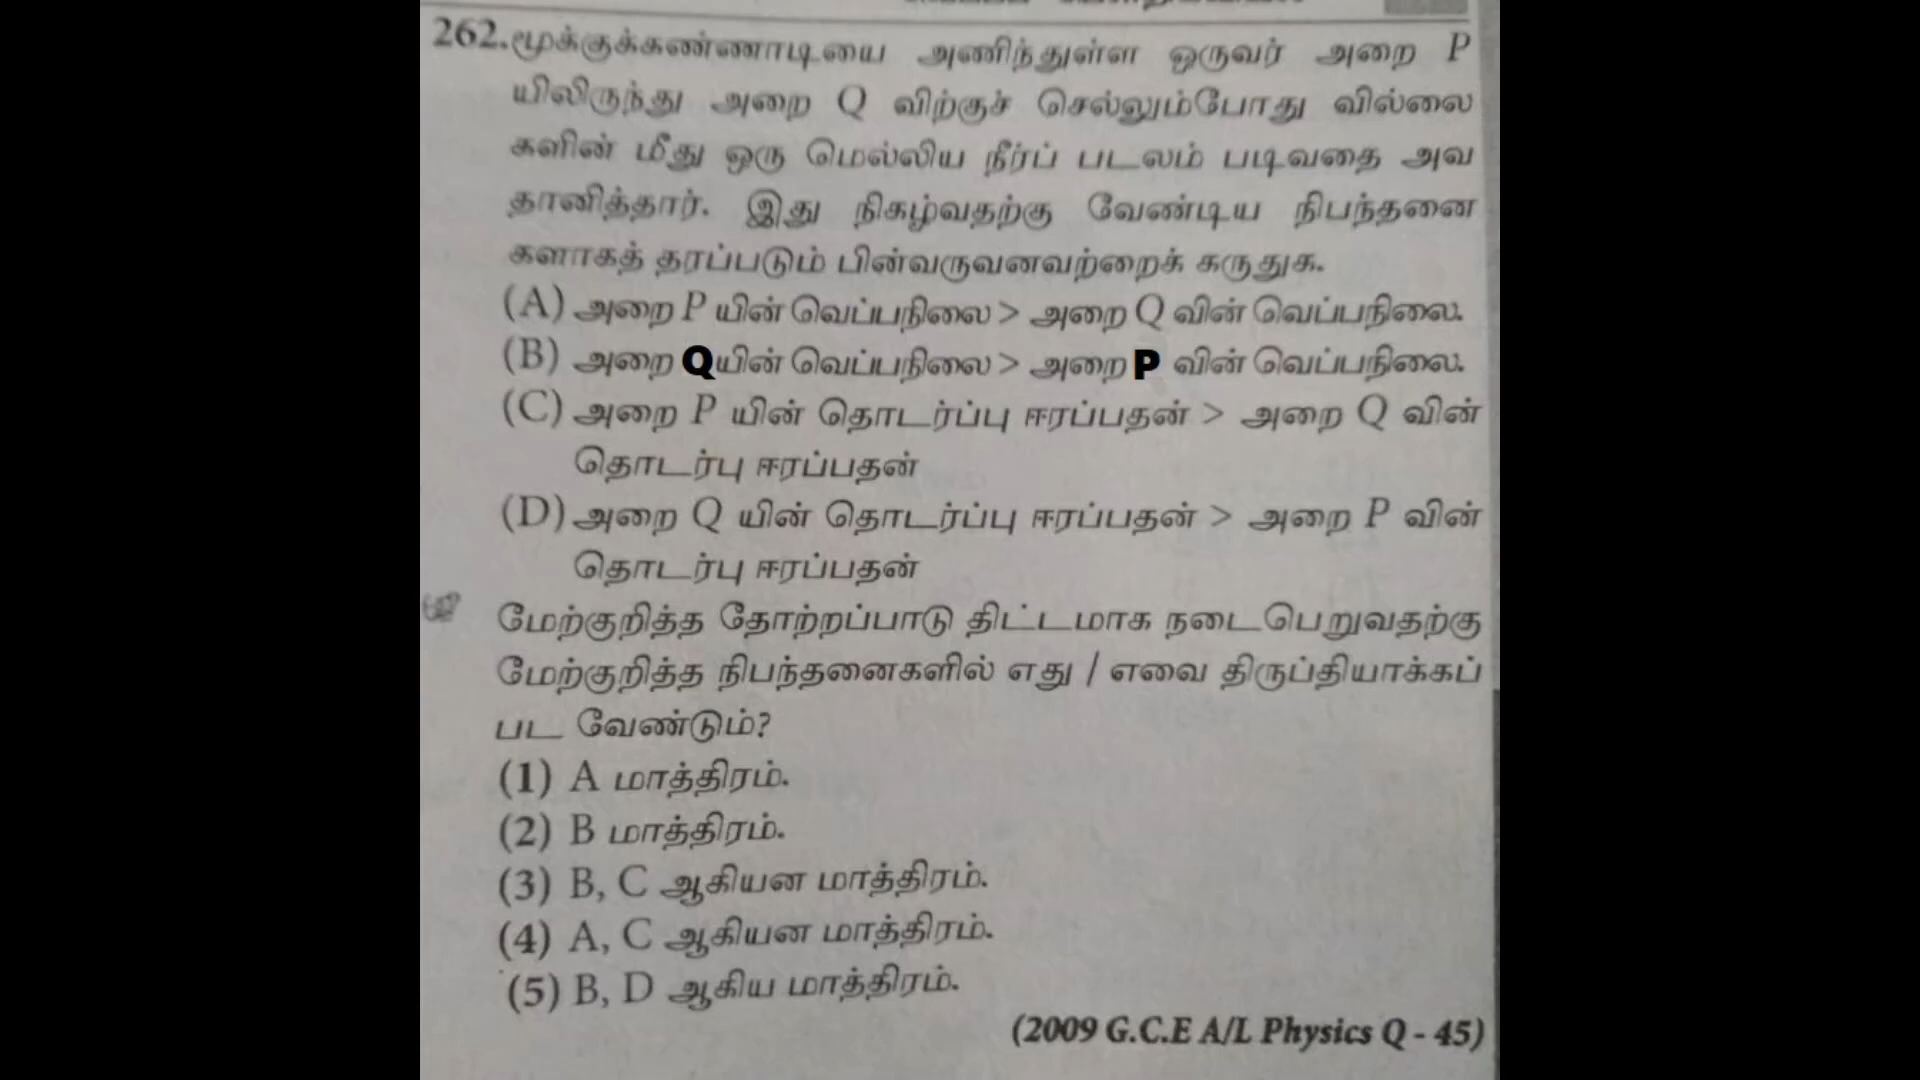 262. மூக்குக்கண்ணாடியை அணிந்துள்ள ஒருவர் அறை P
யிலிருந்து அறை Q விற்குச் செல்லும்போது வில்லை
களின் மீது ஒரு மெல்லிய நீர்ப் படலம் படிவதை அவ
தானித்தார். இது நிகழ்வதற்கு வேண்டிய நிபந்தனை
களாகத் தரப்படும் பின்வருவனவற்றைக் கருதுக.
(A) அறை P யின் வெப்பநிலை > அறை Q வின் வெப்பநிலை.
(B) அறை Qயின் வெப்பநிலை > அறை P வின் வெப்பநிலை.
(C) அறை P யின் தொடர்ப்பு ஈரப்பதன் > அறை Q வின்
தொடர்பு ஈரப்பதன்
(D) அறை Q யின் தொடர்ப்பு ஈரப்பதன் > அறை P வின்
தொடர்பு ஈரப்பதன்
மேற்குறித்த தோற்றப்பாடு திட்டமாக நடைபெறுவதற்கு
மேற்குறித்த நிபந்தனைகளில் எது / எவை திருப்தியாக்கப்
பட வேண்டும்?
(1) A மாத்திரம்.
(2) B மாத்திரம்.
(3) B, C ஆகியன மாத்திரம்.
(4) A, C ஆகியன மாத்திரம்.
(5) B, D ஆகிய மாத்திரம்.
(2009 G.C.E A/L Physics Q - 45)